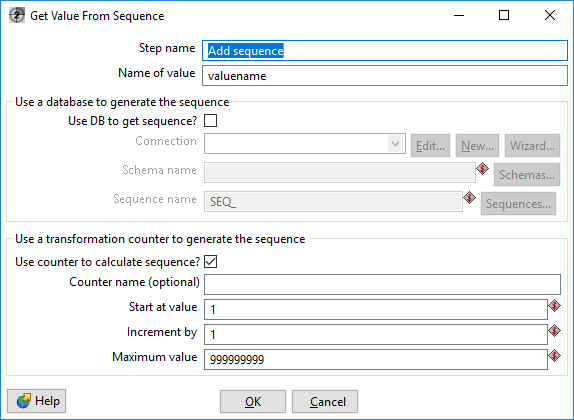 Get Value From Sequence
Step name Add sequence
Name of value valuename
Use a database to generate the sequence
Use DB to get sequence?
Connection Edit... New... Wizard...
Schema name Schemas...
Sequence name SEQ_ Sequences...
Use a transformation counter to generate the sequence
Use counter to calculate sequence?
Counter name (optional)
Start at value 1
Increment by 1
Maximum value 999999999
Help OK Cancel